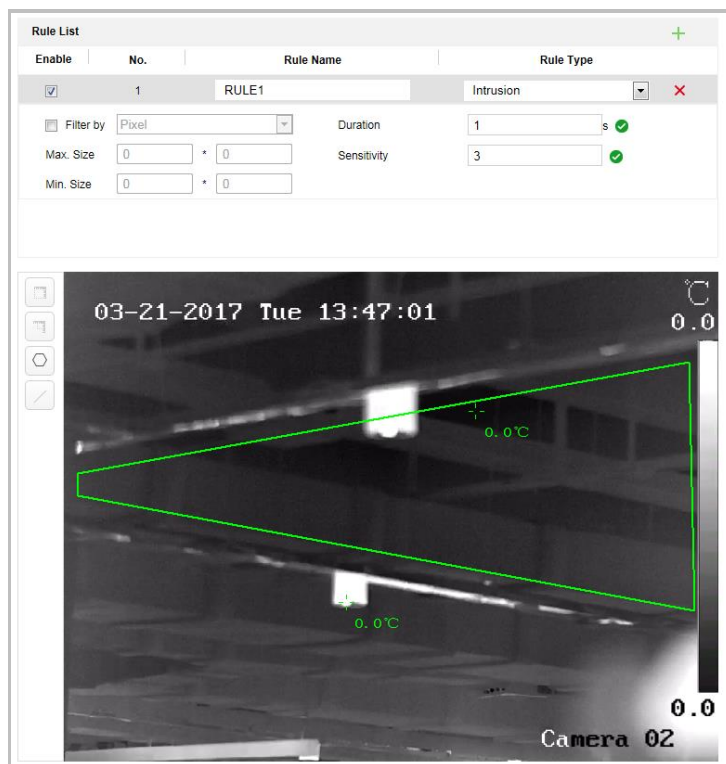 Rule List
Enable No. Rule Name Rule Type
1 RULE1 Intrusion
Filter by Pixel Duration 1 s
Max. Size 0 * 0 Sensitivity 3
Min. Size 0 * 0
℃
03-21-2017 Tue 13:47:01
0.0
0.0℃
0.0℃
0.0
Camera 02